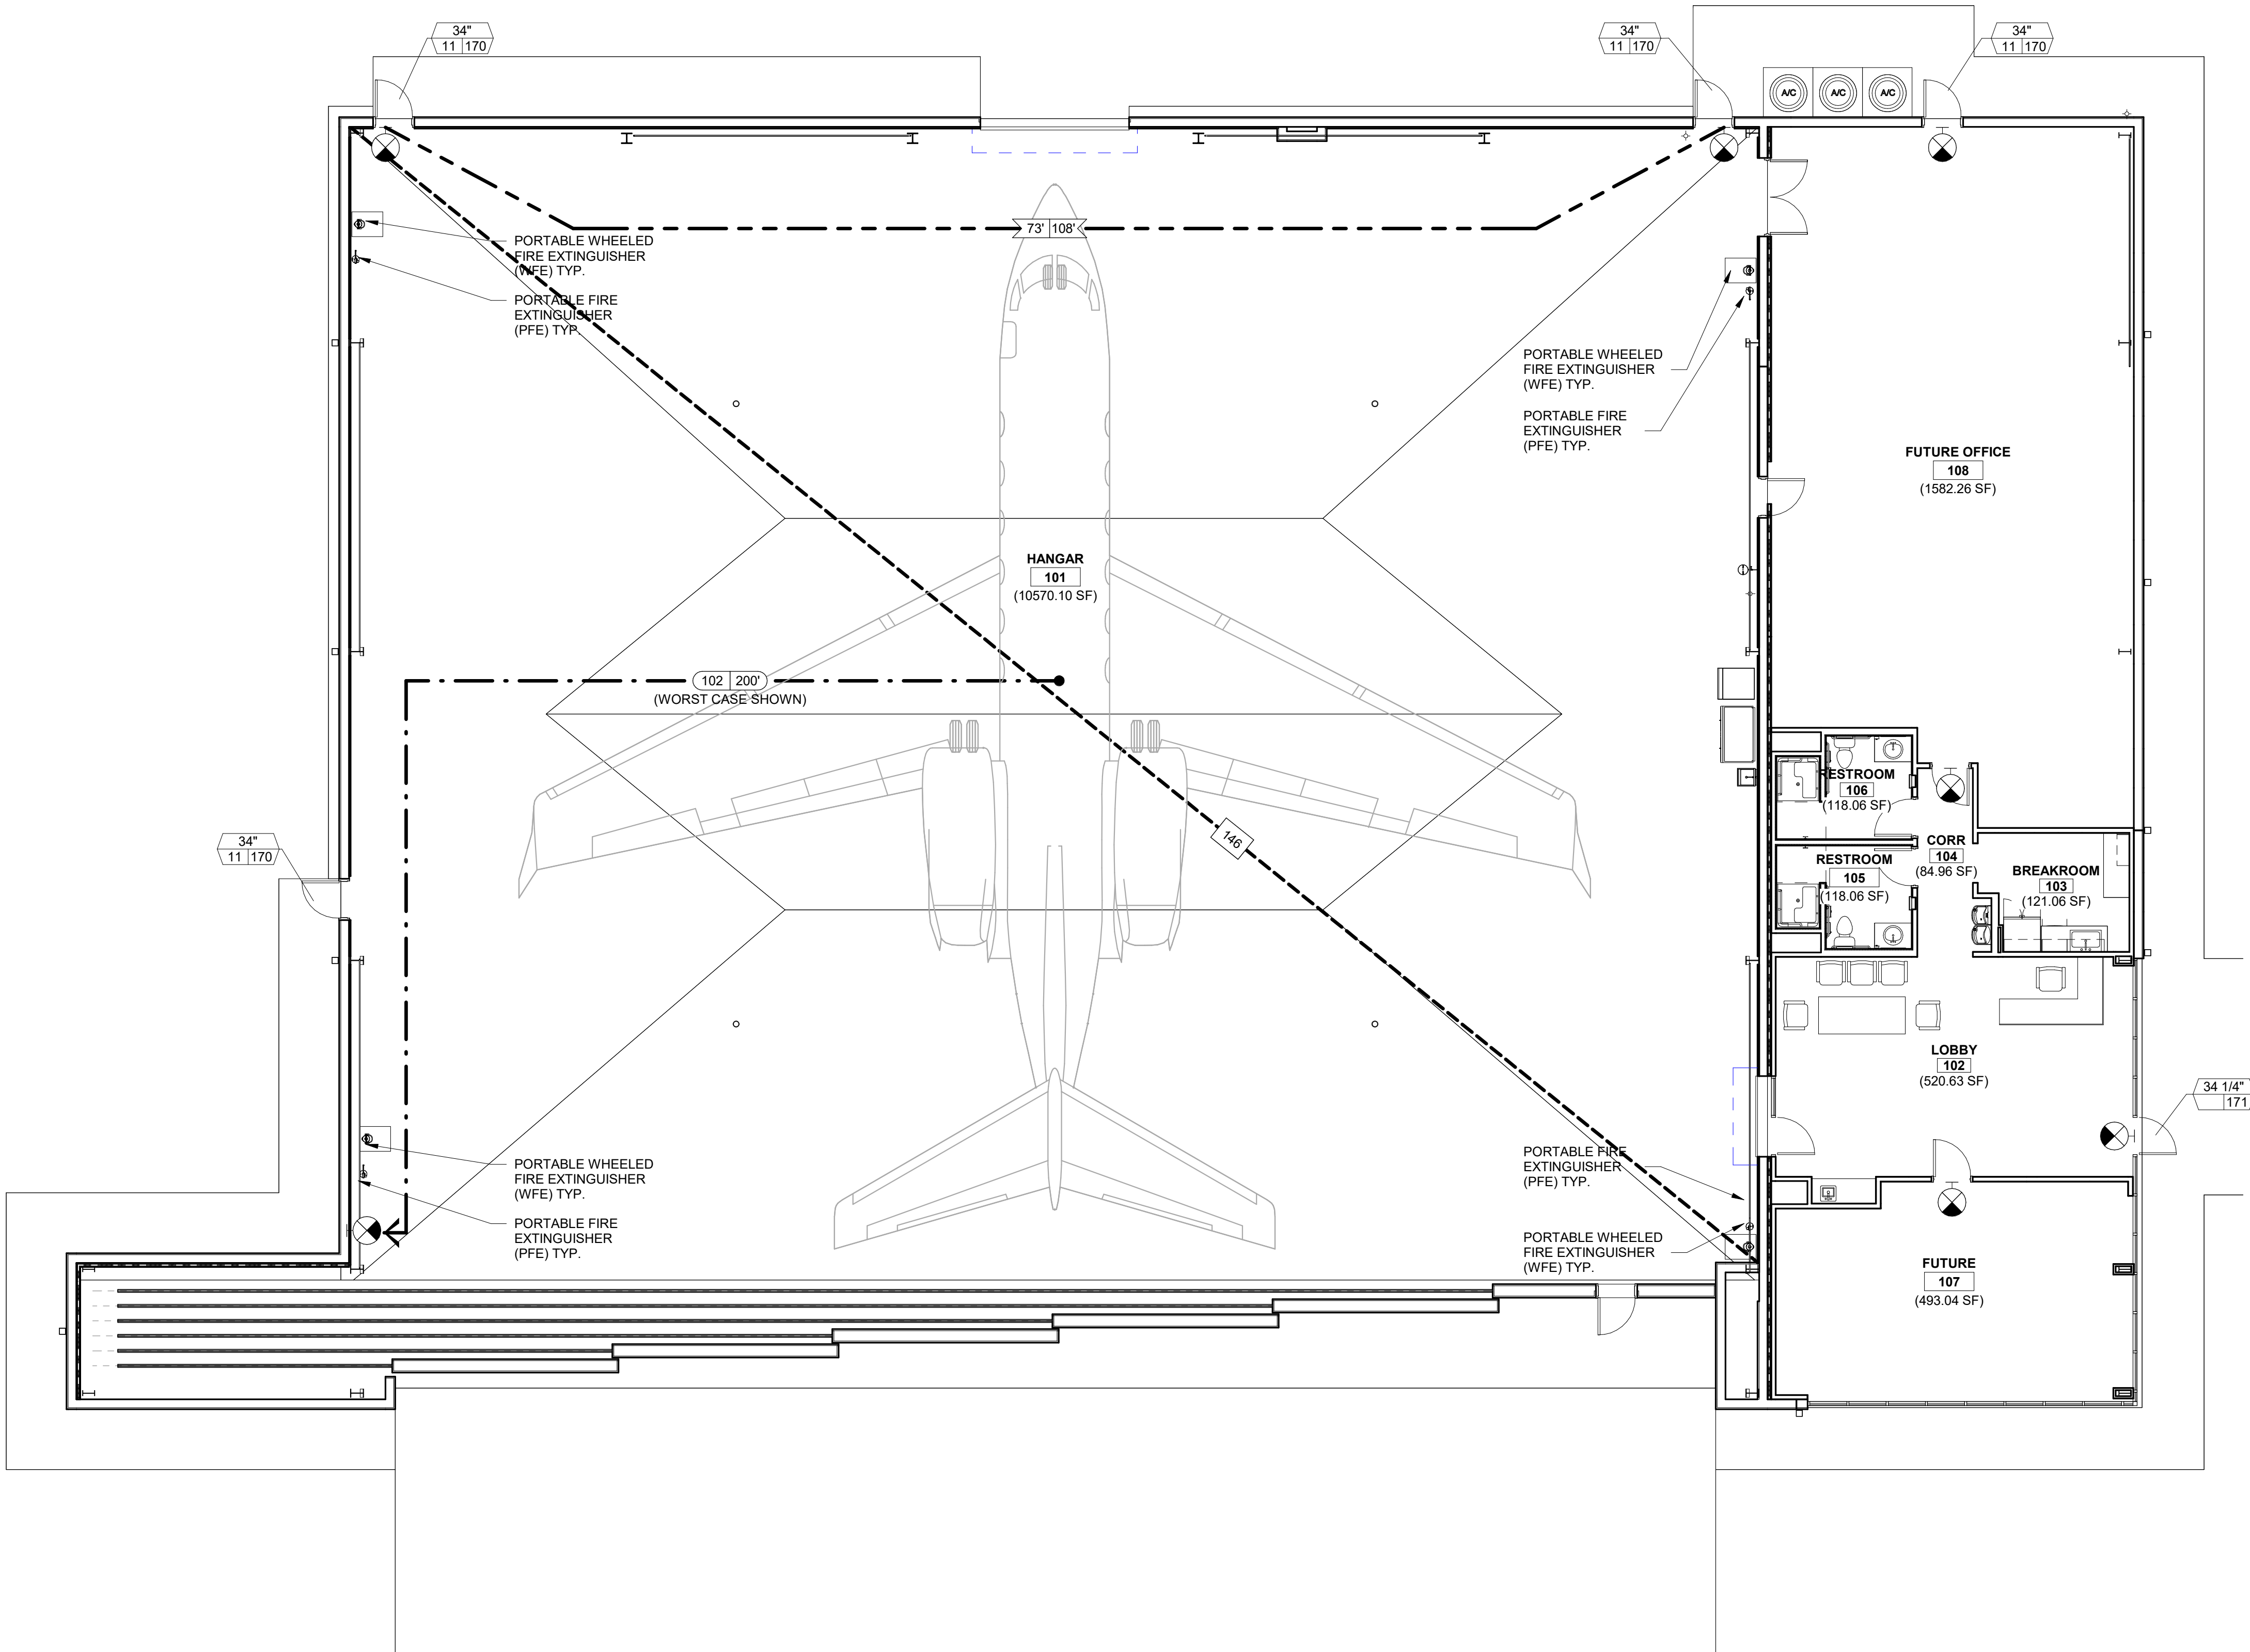 34"
11 170
34"
11 170
34"
11 170
A/C
A/C
A/C
73' 108'
PORTABLE WHEELED
FIRE EXTINGUISHER
(WFE) TYP.
PORTABLE FIRE
EXTINGUISHER
(PFE) TYP.
PORTABLE WHEELED
FIRE EXTINGUISHER
(WFE) TYP.
PORTABLE FIRE
EXTINGUISHER
(PFE) TYP.
FUTURE OFFICE
108
(1582.26 SF)
HANGAR
101
(10570.10 SF)
102 200'
(WORST CASE SHOWN)
RESTROOM
106
(118.06 SF)
146
34"
11 170
CORR
104
(84.96 SF)
RESTROOM
105
(118.06 SF)
BREAKROOM
103
(121.06 SF)
LOBBY
102
(520.63 SF)
34 1/4"
171
PORTABLE WHEELED
FIRE EXTINGUISHER
(WFE) TYP.
PORTABLE FIRE
EXTINGUISHER
(PFE) TYP.
PORTABLE FIRE
EXTINGUISHER
(PFE) TYP.
PORTABLE WHEELED
FIRE EXTINGUISHER
(WFE) TYP.
FUTURE
107
(493.04 SF)